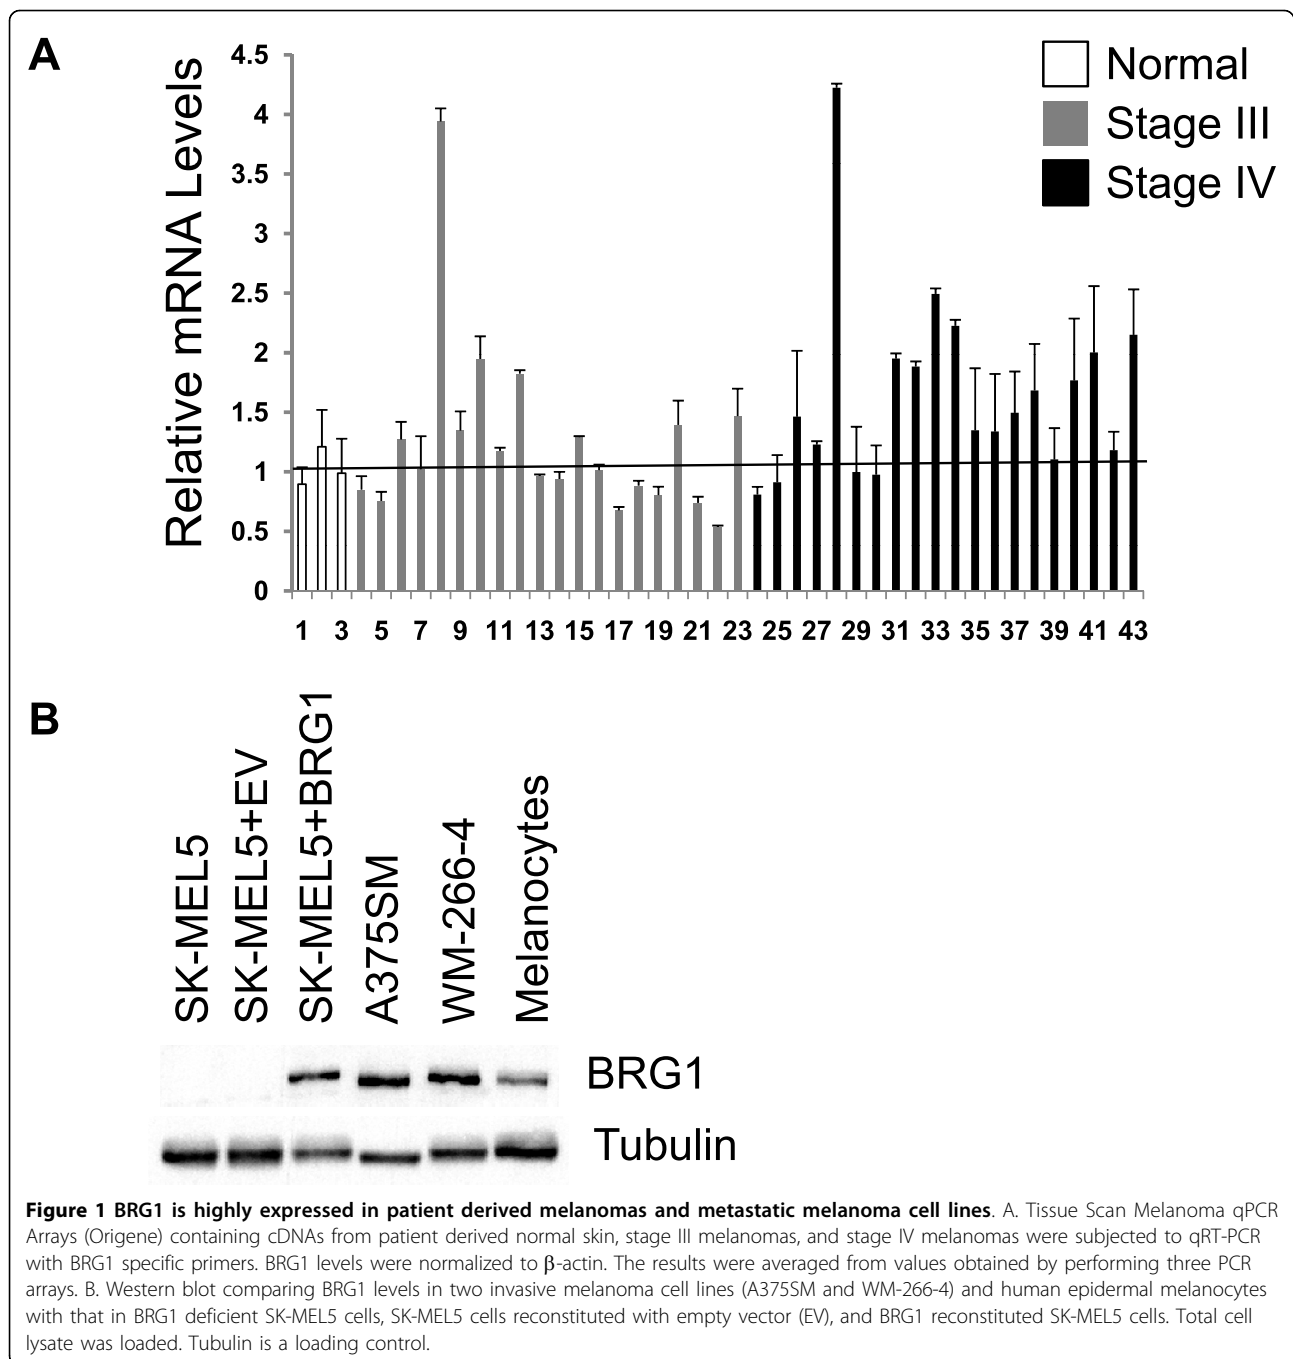 A
Relative mRNA Levels
4.5
4
3.5
3
2.5
2
1.5
1
0.5
0
Normal
Stage III
Stage IV
1 3 5 7 9 11 13 15 17 19 21 23 25 27 29 31 33 35 37 39 41 43
B
SK-MEL5
SK-MEL5+EV
SK-MEL5+BRG1
A375SM
WM-266-4
Melanocytes
BRG1
Tubulin
Figure 1 BRG1 is highly expressed in patient derived melanomas and metastatic melanoma cell lines. A. Tissue Scan Melanoma qPCR
Arrays (Origene) containing cDNAs from patient derived normal skin, stage III melanomas, and stage IV melanomas were subjected to qRT-PCR
with BRG1 specific primers. BRG1 levels were normalized to β-actin. The results were averaged from values obtained by performing three PCR
arrays. B. Western blot comparing BRG1 levels in two invasive melanoma cell lines (A375SM and WM-266-4) and human epidermal melanocytes
with that in BRG1 deficient SK-MEL5 cells, SK-MEL5 cells reconstituted with empty vector (EV), and BRG1 reconstituted SK-MEL5 cells. Total cell
lysate was loaded. Tubulin is a loading control.